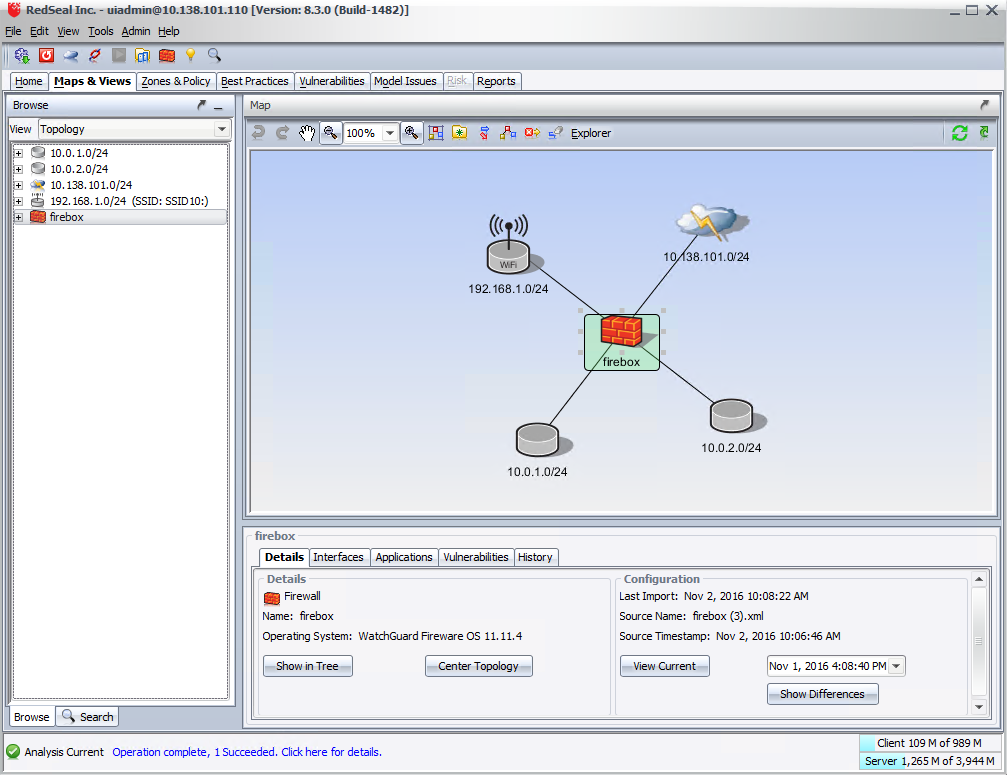 RedSeal Inc. - uiadmin@10.138.101.110 [Version: 8.3.0 (Build-1482)]
File Edit View Tools Admin Help
Home Maps & Views Zones & Policy Best Practices Vulnerabilities Model Issues Risk Reports
Browse
View Topology
10.0.1.0/24
10.0.2.0/24
10.138.101.0/24
192.168.1.0/24 (SSID: SSID10:)
firebox
Map
100% Explorer
WiFi
192.168.1.0/24
10.138.101.0/24
firebox
10.0.1.0/24
10.0.2.0/24
firebox
Details Interfaces Applications Vulnerabilities History
Details
Firewall
Name: firebox
Operating System: WatchGuard Fireware OS 11.11.4
Show in Tree Center Topology
Configuration
Last Import: Nov 2, 2016 10:08:22 AM
Source Name: firebox (3).xml
Source Timestamp: Nov 2, 2016 10:06:46 AM
View Current Nov 1, 2016 4:08:40 PM
Show Differences
Browse Search
Analysis Current Operation complete, 1 Succeeded. Click here for details.
Client 109 M of 989 M
Server 1,265 M of 3,944 M